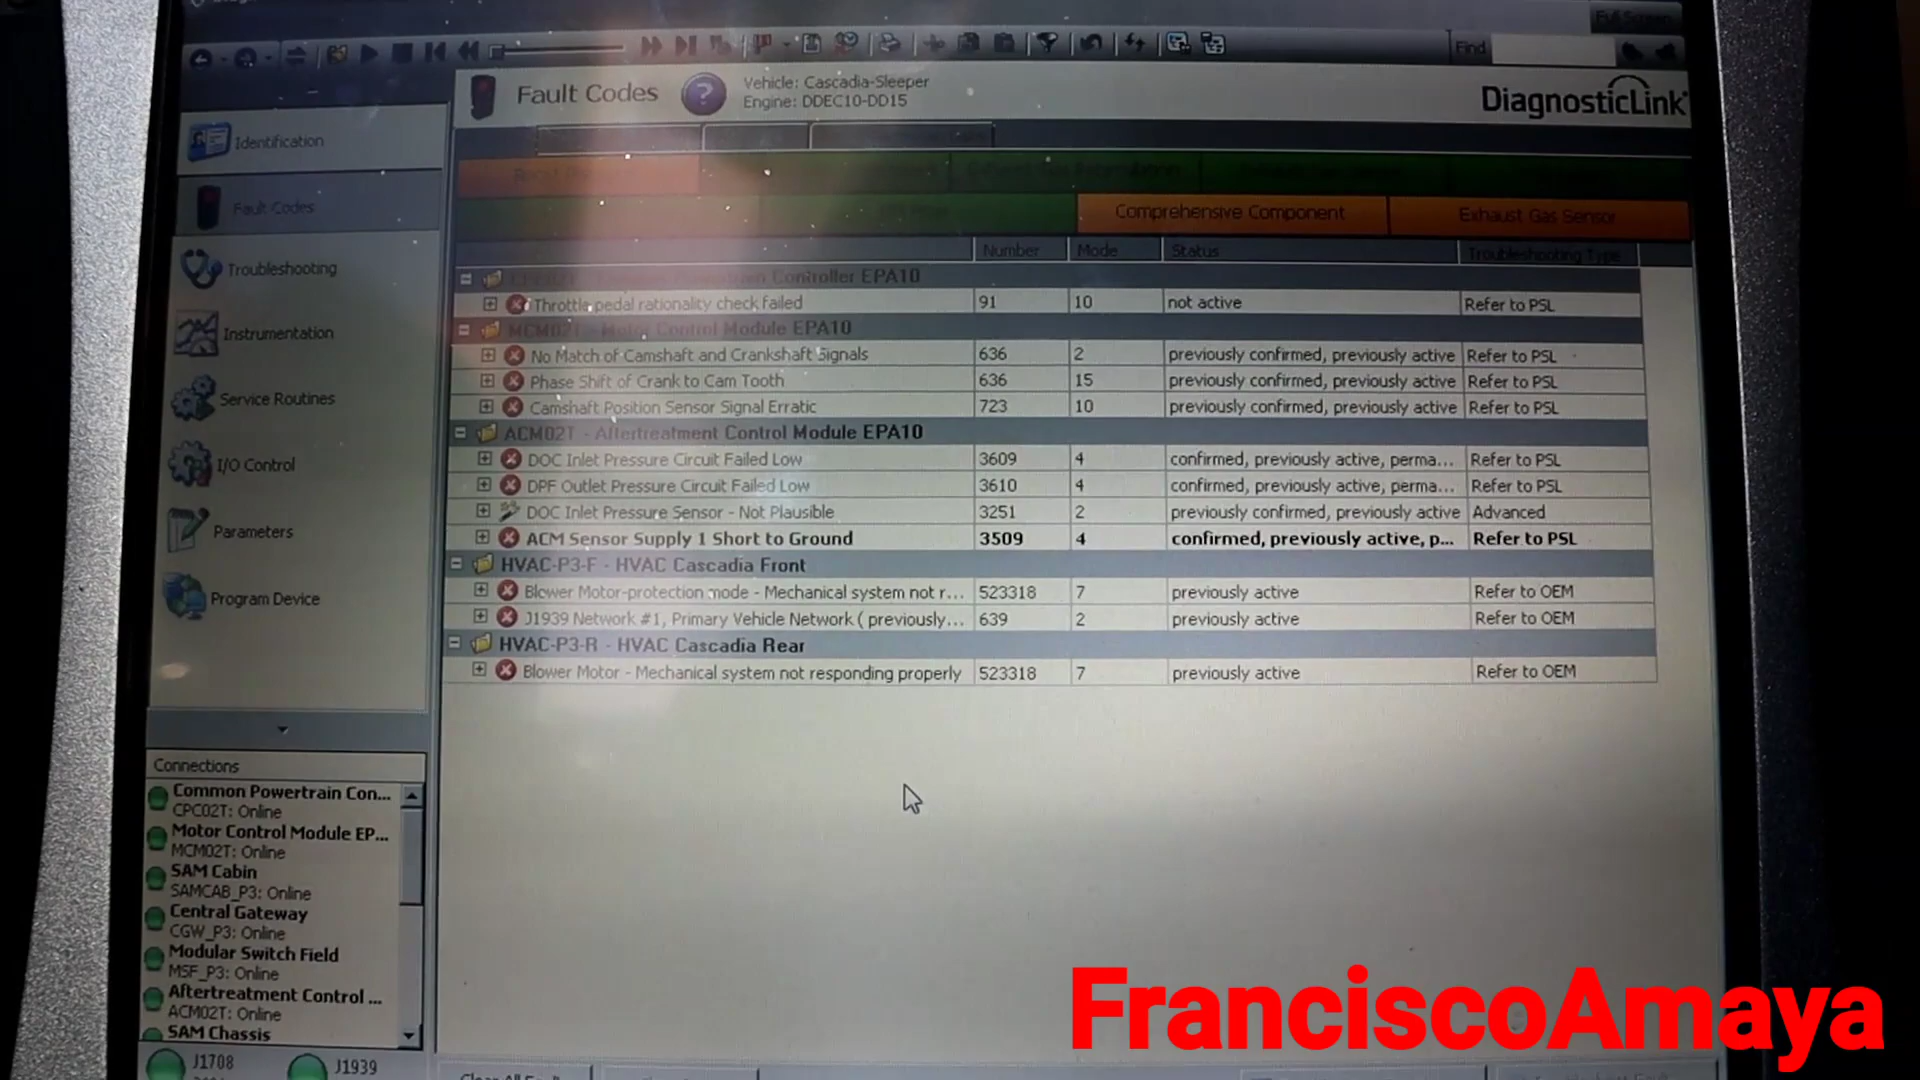 Full Screen
Find
Fault Codes
Vehicle: Cascadia-Sleeper
Engine: DDEC10-DD15
DiagnosticLink
Identification
Fault Codes
Troubleshooting
Instrumentation
Service Routines
I/O Control
Parameters
Program Device
Comprehensive Component
Exhaust Gas Sensor
Number Mode Status Troubleshooting Type
Powertrain Controller EPA10
Throttle pedal rationality check failed 91 10 not active Refer to PSL
MCM02T - Motor Control Module EPA10
No Match of Camshaft and Crankshaft Signals 636 2 previously confirmed, previously active Refer to PSL
Phase Shift of Crank to Cam Tooth 636 15 previously confirmed, previously active Refer to PSL
Camshaft Position Sensor Signal Erratic 723 10 previously confirmed, previously active Refer to PSL
ACM02T - Aftertreatment Control Module EPA10
DOC Inlet Pressure Circuit Failed Low 3609 4 confirmed, previously active, perma... Refer to PSL
DPF Outlet Pressure Circuit Failed Low 3610 4 confirmed, previously active, perma... Refer to PSL
DOC Inlet Pressure Sensor - Not Plausible 3251 2 previously confirmed, previously active Advanced
ACM Sensor Supply 1 Short to Ground 3509 4 confirmed, previously active, p... Refer to PSL
HVAC-P3-F - HVAC Cascadia Front
Blower Motor-protection mode - Mechanical system not r... 523318 7 previously active Refer to OEM
J1939 Network #1, Primary Vehicle Network ( previously... 639 2 previously active Refer to OEM
HVAC-P3-R - HVAC Cascadia Rear
Blower Motor - Mechanical system not responding properly 523318 7 previously active Refer to OEM
Connections
Common Powertrain Con...
CPC02T: Online
Motor Control Module EP...
MCM02T: Online
SAM Cabin
SAMCAB_P3: Online
Central Gateway
CGW_P3: Online
Modular Switch Field
MSF_P3: Online
Aftertreatment Control ...
ACM02T: Online
SAM Chassis
J1708
J1939
FranciscoAmaya